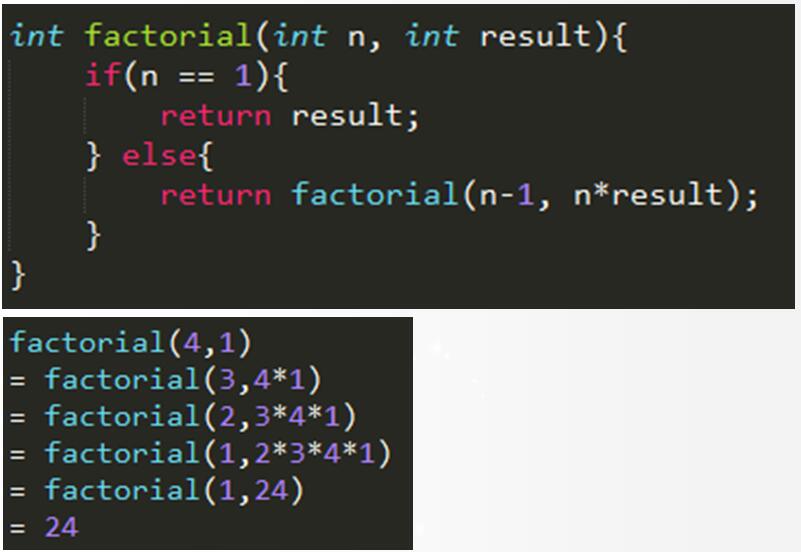 int factorial(int n, int result){
    if(n == 1){
        return result;
    } else{
        return factorial(n-1, n*result);
    }
}
factorial(4,1)
= factorial(3,4*1)
= factorial(2,3*4*1)
= factorial(1,2*3*4*1)
= factorial(1,24)
= 24